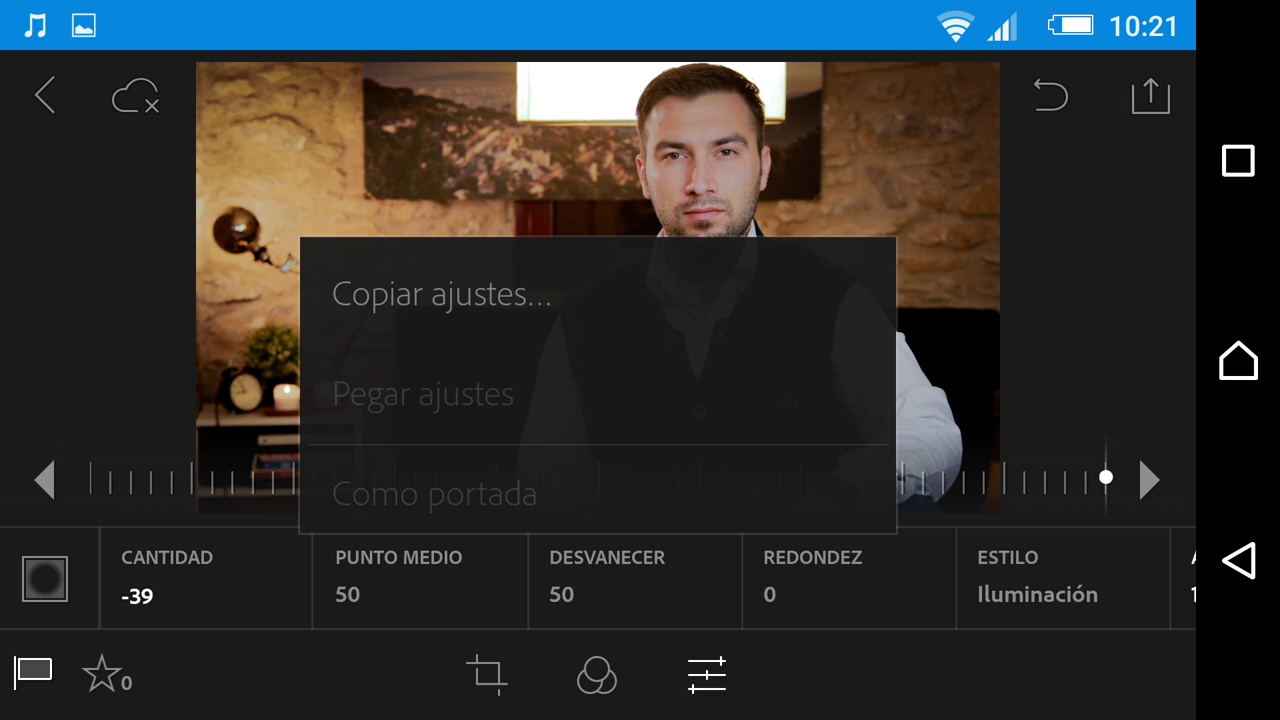 10:21
Copiar ajustes...
Pegar ajustes
Como portada
CANTIDAD PUNTO MEDIO DESVANECER REDONDEZ ESTILO
-39 50 50 0 Iluminación
0